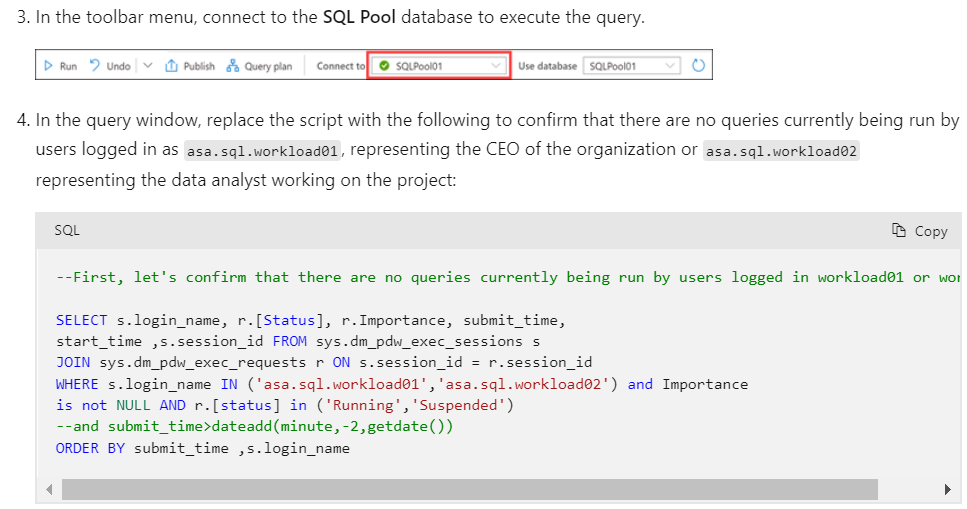 3. In the toolbar menu, connect to the SQL Pool database to execute the query.
Run Undo Publish Query plan Connect to SQLPool01 Use database SQLPool01
4. In the query window, replace the script with the following to confirm that there are no queries currently being run by
users logged in as asa.sql.workload01, representing the CEO of the organization or asa.sql.workload02
representing the data analyst working on the project:
SQL Copy
--First, let's confirm that there are no queries currently being run by users logged in workload01 or
SELECT s.login_name, r.[Status], r.Importance, submit_time,
start_time ,s.session_id FROM sys.dm_pdw_exec_sessions s
JOIN sys.dm_pdw_exec_requests r ON s.session_id = r.session_id
WHERE s.login_name IN ('asa.sql.workload01','asa.sql.workload02') and Importance
is not NULL AND r.[status] in ('Running','Suspended')
--and submit_time>dateadd(minute,-2,getdate())
ORDER BY submit_time ,s.login_name